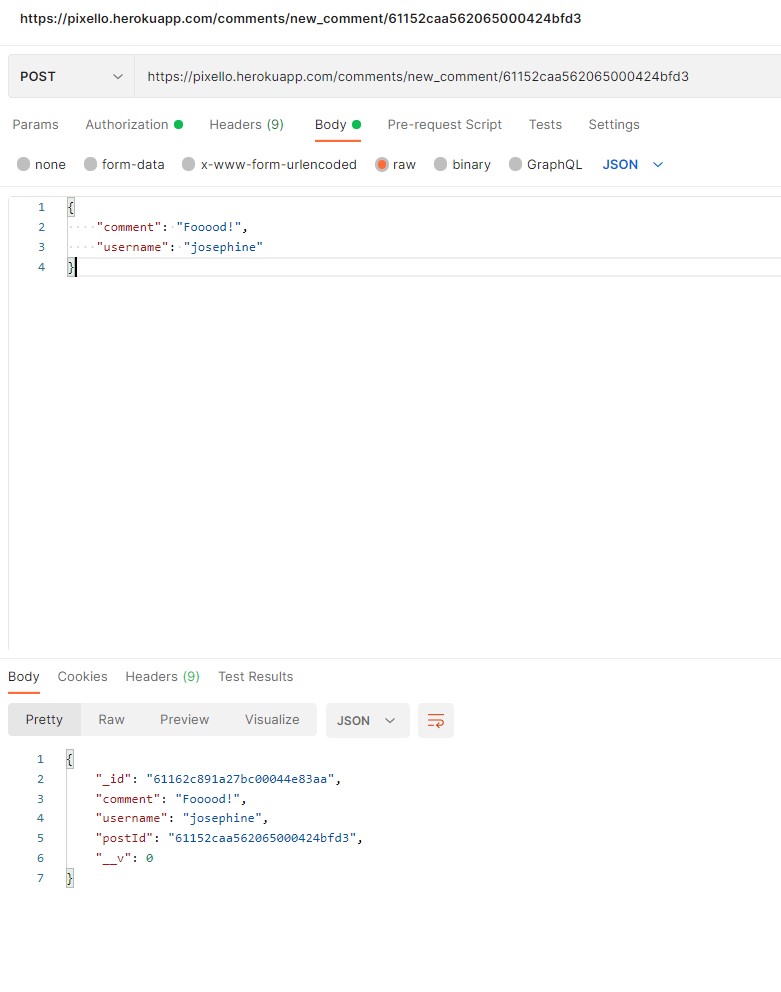 https://pixello.herokuapp.com/comments/new_comment/61152caa562065000424bfd3
POST https://pixello.herokuapp.com/comments/new_comment/61152caa562065000424bfd3
Params Authorization Headers (9) Body Pre-request Script Tests Settings
none form-data x-www-form-urlencoded raw binary GraphQL JSON
1 {
2 ····"comment":·"Fooood!",
3 ····"username":·"josephine"
4 }
Body Cookies Headers (9) Test Results
Pretty Raw Preview Visualize JSON
1 {
2 "_id": "61162c891a27bc00044e83aa",
3 "comment": "Fooood!",
4 "username": "josephine",
5 "postId": "61152caa562065000424bfd3",
6 "__v": 0
7 }